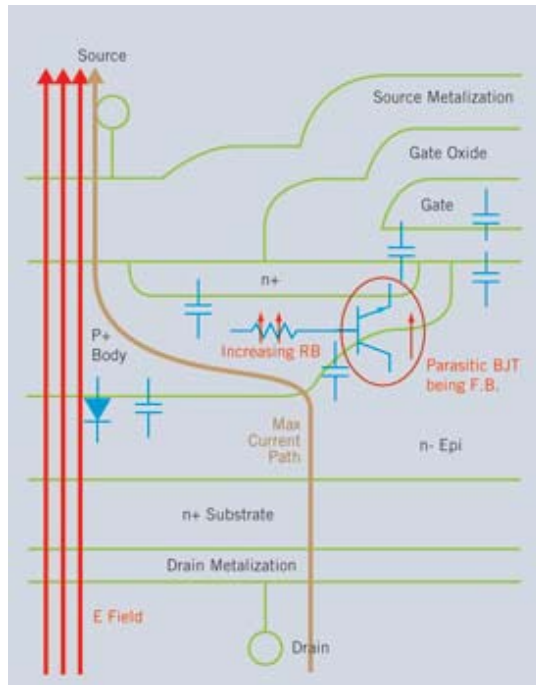 Source
Source Metalization
Gate Oxide
Gate
n+
P+
Body
Increasing RB
Parasitic BJT
being F.B.
Max
Current
Path
n- Epi
n+ Substrate
Drain Metalization
E Field
Drain